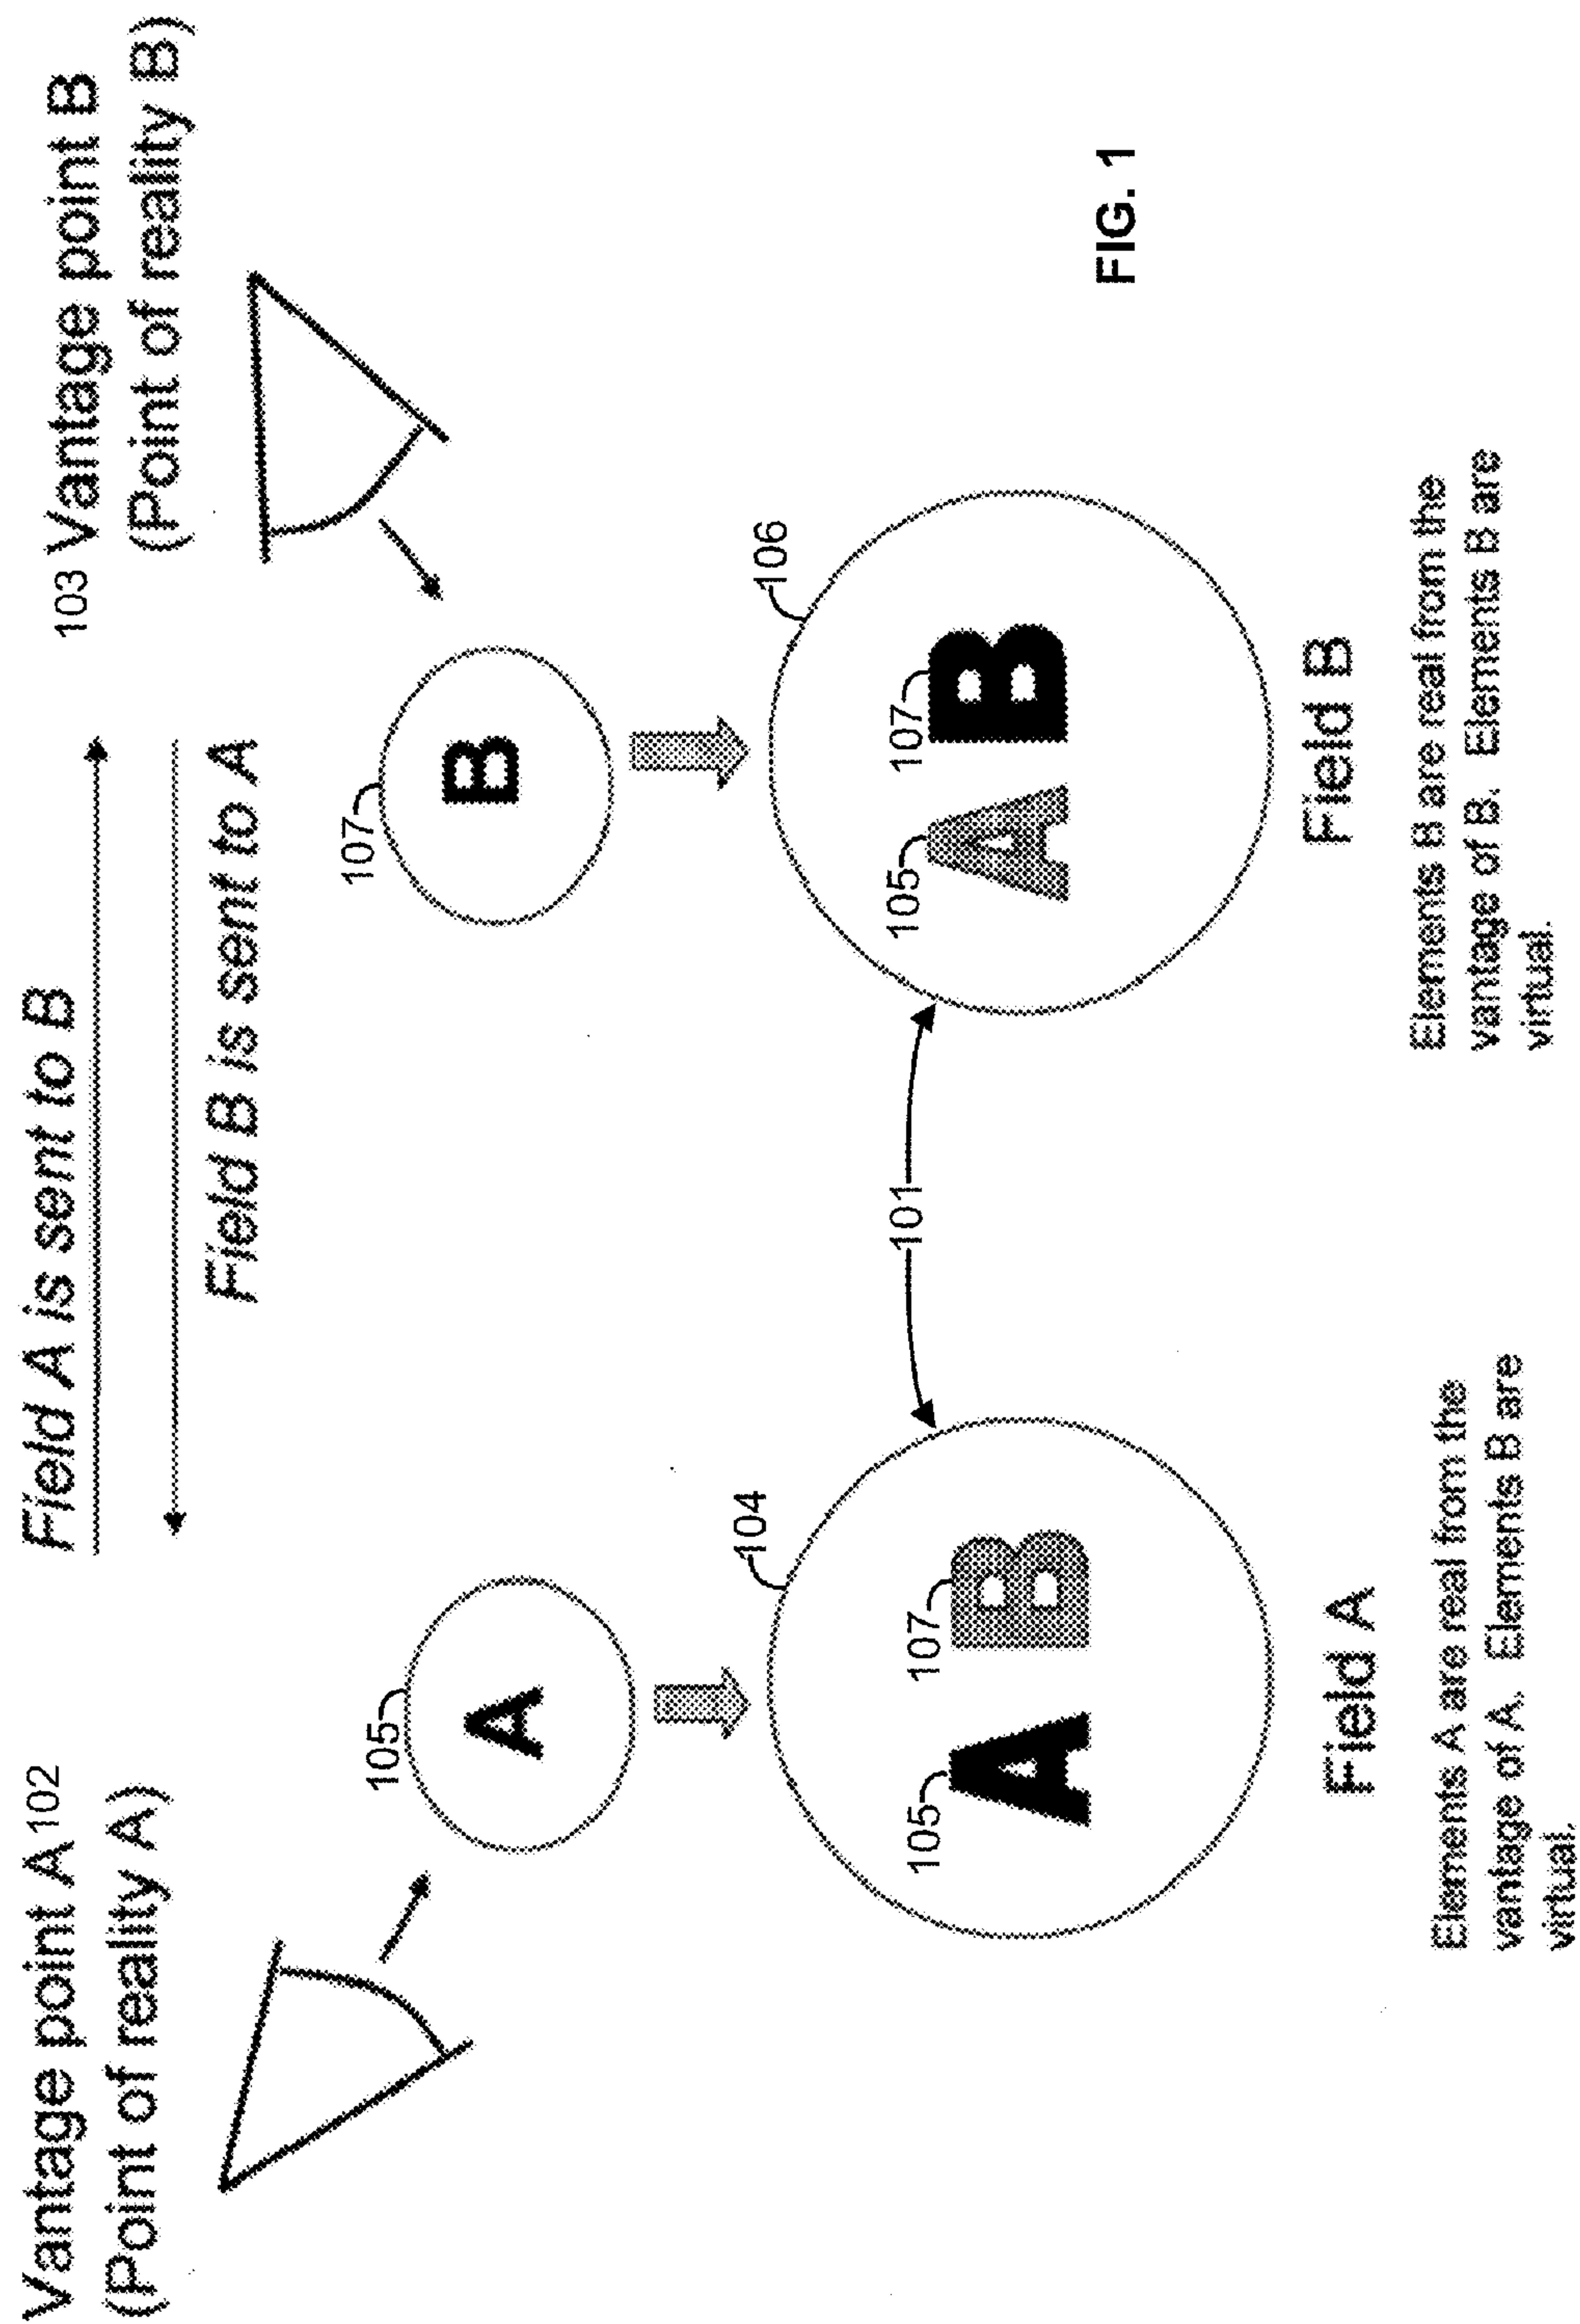 Field A is sent to B
Field B is sent to A
Vantage point A 102
(Point of reality A)
103 Vantage point B
(Point of reality B)
105
A
107
B
104
105
A
107
B
101
106
105
A
107
B
Field A
Elements A are real from the
vantage of A. Elements B are
virtual.
Field B
Elements B are real from the
vantage of B. Elements B are
virtual.
FIG. 1